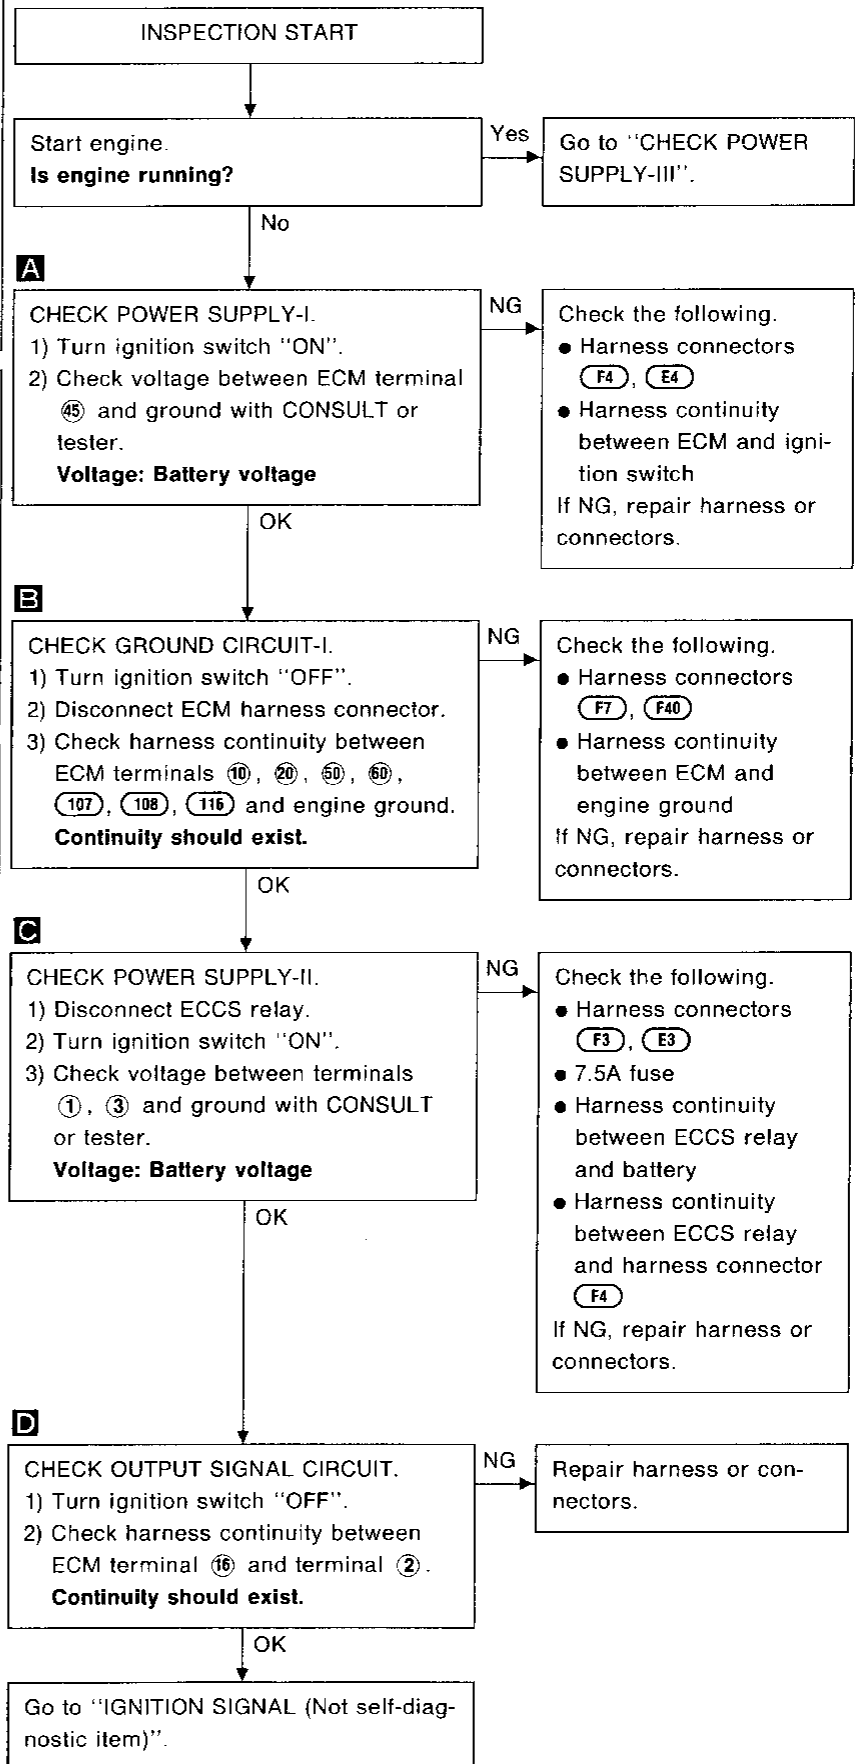 INSPECTION START
Start engine.
Is engine running?
Yes
Go to "CHECK POWER
SUPPLY-III".
No
A
CHECK POWER SUPPLY-I.
1) Turn ignition switch "ON".
2) Check voltage between ECM terminal
45 and ground with CONSULT or
tester.
Voltage: Battery voltage
NG
Check the following.
● Harness connectors
F4, E4
● Harness continuity
between ECM and igni-
tion switch
If NG, repair harness or
connectors.
OK
B
CHECK GROUND CIRCUIT-I.
1) Turn ignition switch "OFF".
2) Disconnect ECM harness connector.
3) Check harness continuity between
ECM terminals 10, 20, 50, 60,
107, 108, 116 and engine ground.
Continuity should exist.
NG
Check the following.
● Harness connectors
F7, F40
● Harness continuity
between ECM and
engine ground
If NG, repair harness or
connectors.
OK
C
CHECK POWER SUPPLY-II.
1) Disconnect ECCS relay.
2) Turn ignition switch "ON".
3) Check voltage between terminals
1, 3 and ground with CONSULT
or tester.
Voltage: Battery voltage
NG
Check the following.
● Harness connectors
F3, E3
● 7.5A fuse
● Harness continuity
between ECCS relay
and battery
● Harness continuity
between ECCS relay
and harness connector
F4
If NG, repair harness or
connectors.
OK
D
CHECK OUTPUT SIGNAL CIRCUIT.
1) Turn ignition switch "OFF".
2) Check harness continuity between
ECM terminal 16 and terminal 2.
Continuity should exist.
NG
Repair harness or con-
nectors.
OK
Go to "IGNITION SIGNAL (Not self-diag-
nostic item)".